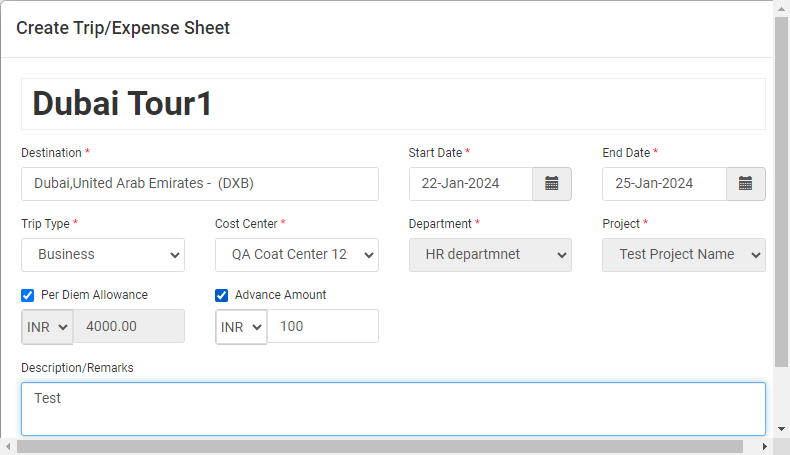 Create Trip/Expense Sheet
Dubai Tour1
Destination * Start Date * End Date *
Dubai,United Arab Emirates - (DXB) 22-Jan-2024 25-Jan-2024
Trip Type * Cost Center * Department * Project *
Business QA Coat Center 12 HR departmnet Test Project Name
Per Diem Allowance Advance Amount
INR 4000.00 INR 100
Description/Remarks
Test